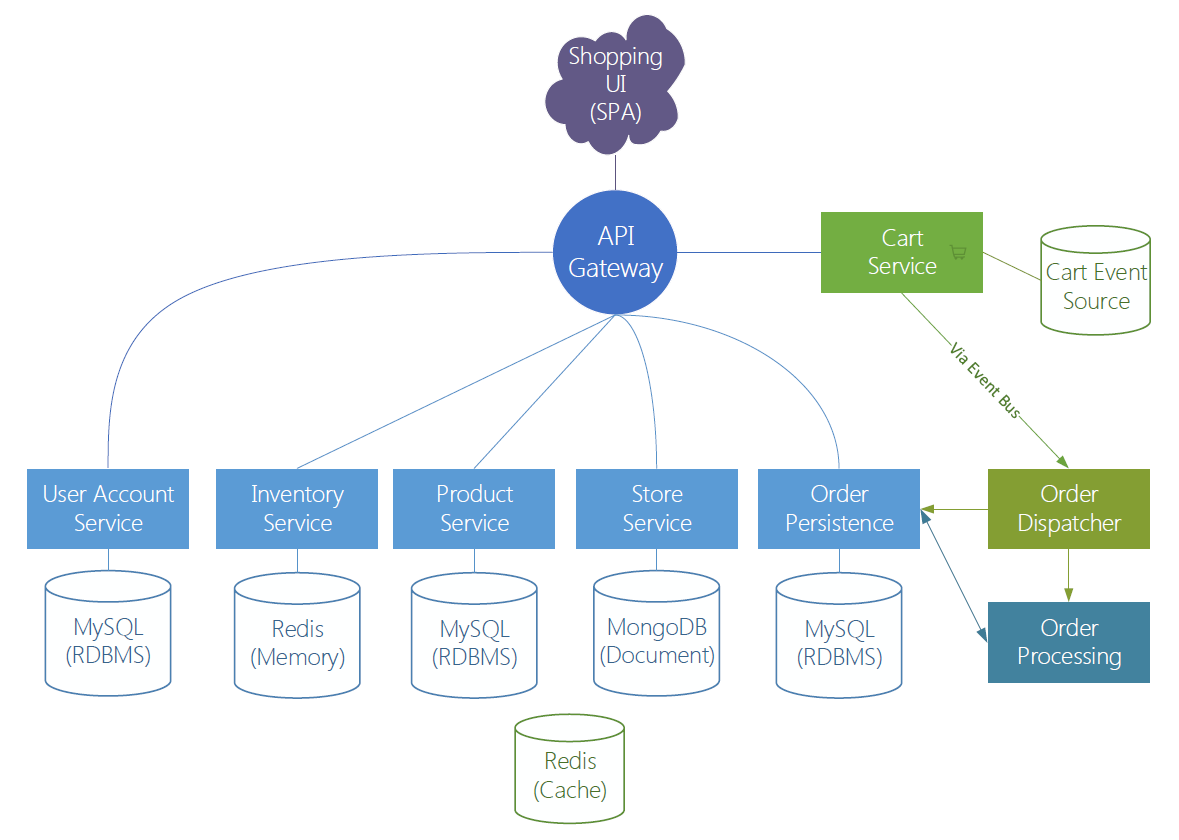 Shopping
UI
(SPA)
API
Gateway
Cart
Service
Cart Event
Source
Via Event Bus
User Account
Service
Inventory
Service
Product
Service
Store
Service
Order
Persistence
Order
Dispatcher
MySQL
(RDBMS)
Redis
(Memory)
MySQL
(RDBMS)
MongoDB
(Document)
MySQL
(RDBMS)
Order
Processing
Redis
(Cache)